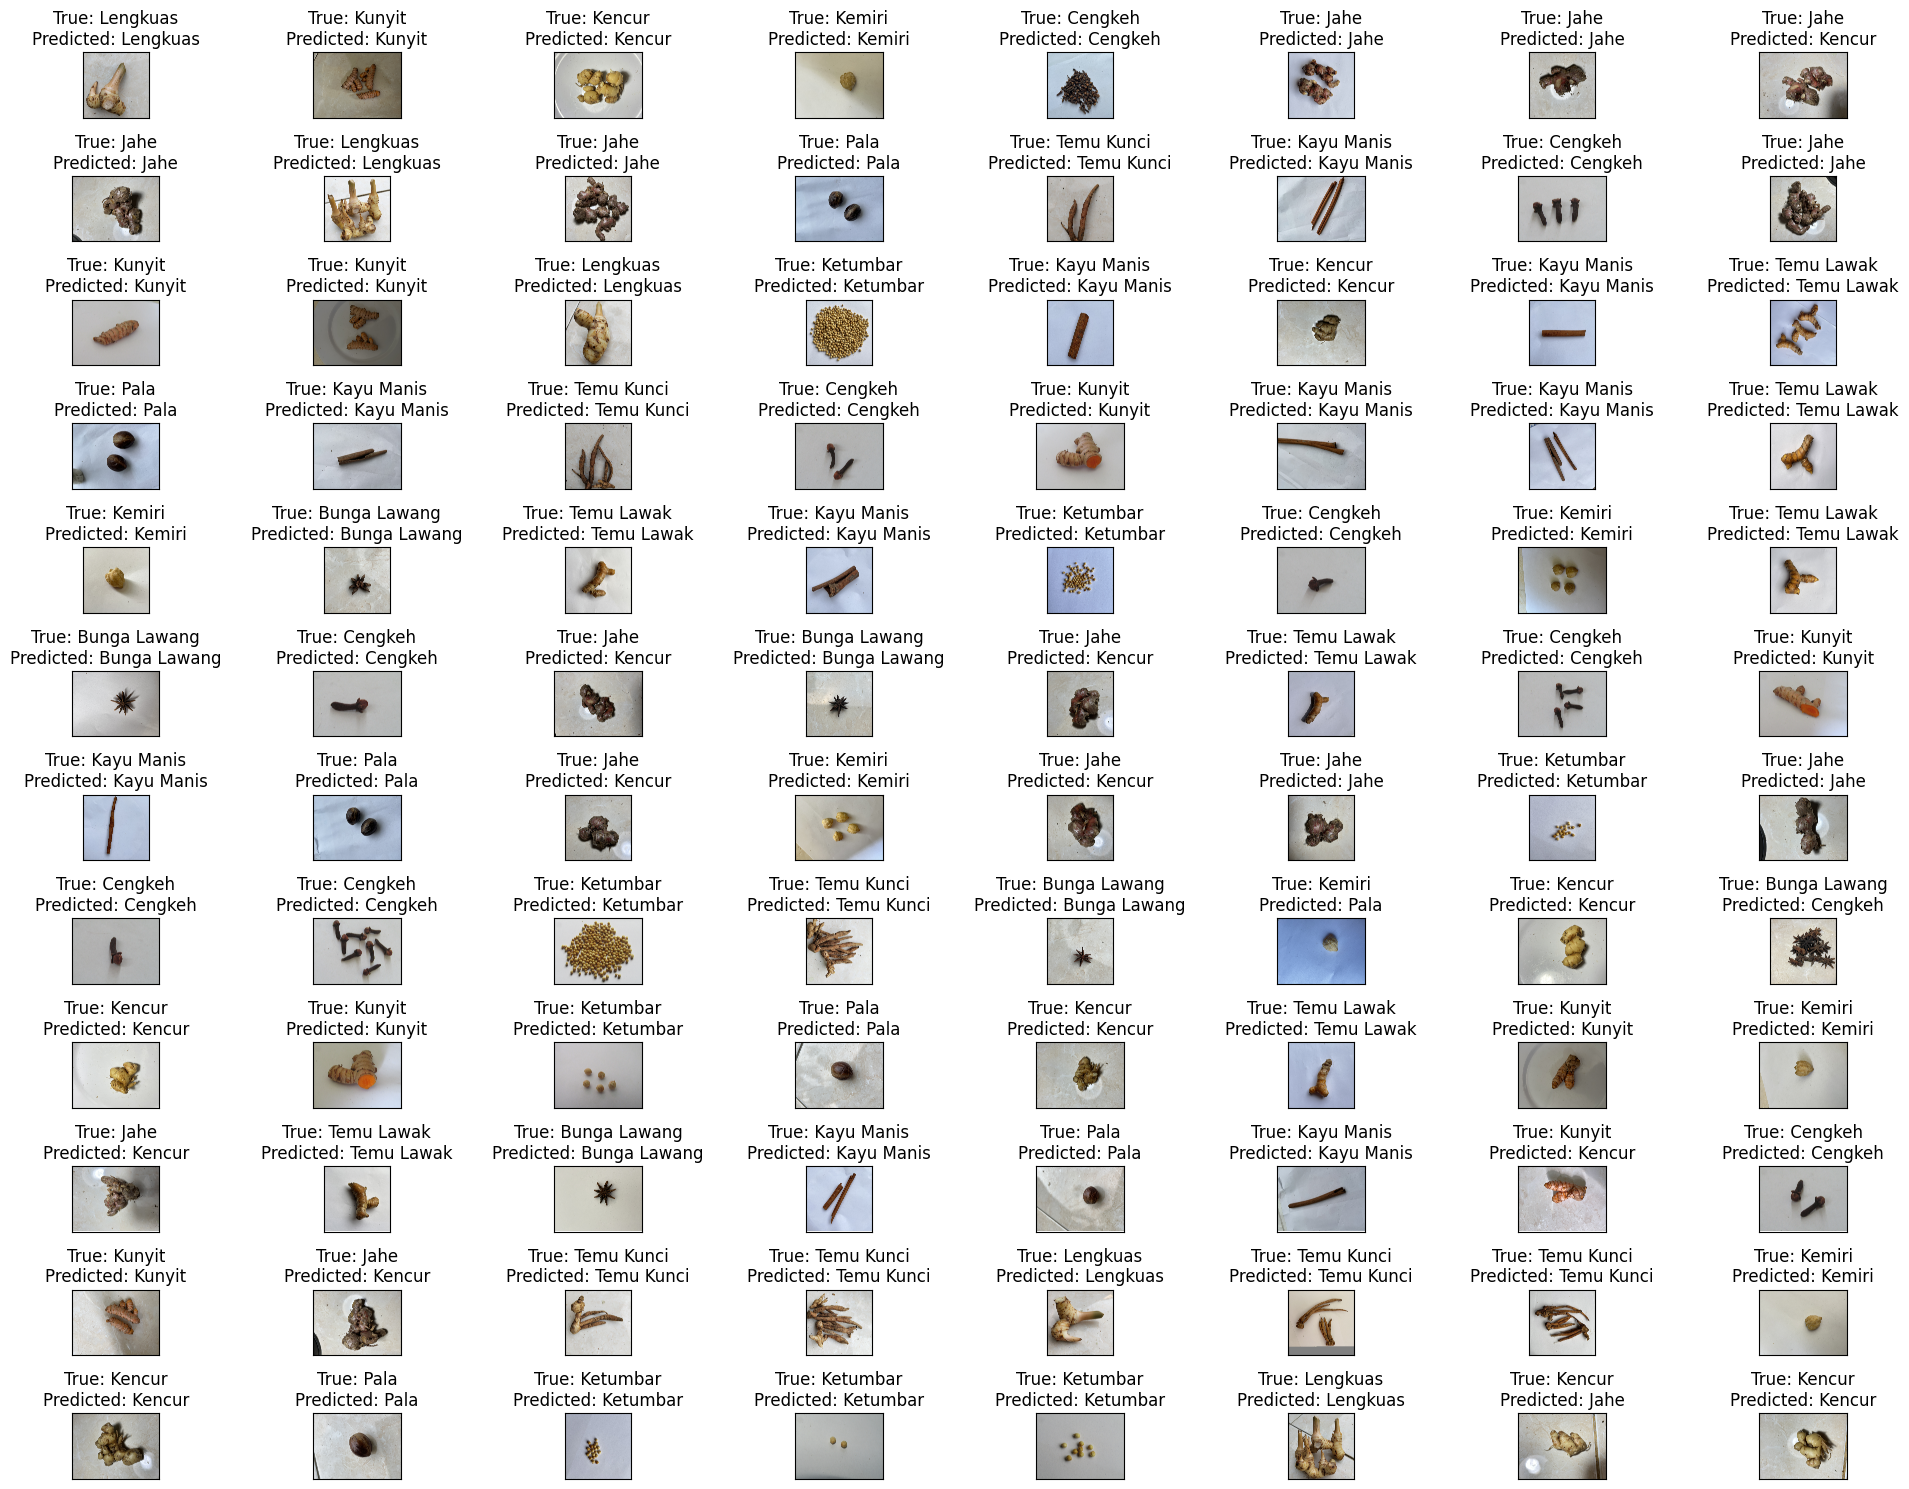 True: Lengkuas
Predicted: Lengkuas
True: Kunyit
Predicted: Kunyit
True: Kencur
Predicted: Kencur
True: Kemiri
Predicted: Kemiri
True: Cengkeh
Predicted: Cengkeh
True: Jahe
Predicted: Jahe
True: Jahe
Predicted: Jahe
True: Jahe
Predicted: Kencur
True: Jahe
Predicted: Jahe
True: Lengkuas
Predicted: Lengkuas
True: Jahe
Predicted: Jahe
True: Pala
Predicted: Pala
True: Temu Kunci
Predicted: Temu Kunci
True: Kayu Manis
Predicted: Kayu Manis
True: Cengkeh
Predicted: Cengkeh
True: Jahe
Predicted: Jahe
True: Kunyit
Predicted: Kunyit
True: Kunyit
Predicted: Kunyit
True: Lengkuas
Predicted: Lengkuas
True: Ketumbar
Predicted: Ketumbar
True: Kayu Manis
Predicted: Kayu Manis
True: Kencur
Predicted: Kencur
True: Kayu Manis
Predicted: Kayu Manis
True: Temu Lawak
Predicted: Temu Lawak
True: Pala
Predicted: Pala
True: Kayu Manis
Predicted: Kayu Manis
True: Temu Kunci
Predicted: Temu Kunci
True: Cengkeh
Predicted: Cengkeh
True: Kunyit
Predicted: Kunyit
True: Kayu Manis
Predicted: Kayu Manis
True: Kayu Manis
Predicted: Kayu Manis
True: Temu Lawak
Predicted: Temu Lawak
True: Kemiri
Predicted: Kemiri
True: Bunga Lawang
Predicted: Bunga Lawang
True: Temu Lawak
Predicted: Temu Lawak
True: Kayu Manis
Predicted: Kayu Manis
True: Ketumbar
Predicted: Ketumbar
True: Cengkeh
Predicted: Cengkeh
True: Kemiri
Predicted: Kemiri
True: Temu Lawak
Predicted: Temu Lawak
True: Bunga Lawang
Predicted: Bunga Lawang
True: Cengkeh
Predicted: Cengkeh
True: Jahe
Predicted: Kencur
True: Bunga Lawang
Predicted: Bunga Lawang
True: Jahe
Predicted: Kencur
True: Temu Lawak
Predicted: Temu Lawak
True: Cengkeh
Predicted: Cengkeh
True: Kunyit
Predicted: Kunyit
True: Kayu Manis
Predicted: Kayu Manis
True: Pala
Predicted: Pala
True: Jahe
Predicted: Kencur
True: Kemiri
Predicted: Kemiri
True: Jahe
Predicted: Kencur
True: Jahe
Predicted: Jahe
True: Ketumbar
Predicted: Ketumbar
True: Jahe
Predicted: Jahe
True: Cengkeh
Predicted: Cengkeh
True: Cengkeh
Predicted: Cengkeh
True: Ketumbar
Predicted: Ketumbar
True: Temu Kunci
Predicted: Temu Kunci
True: Bunga Lawang
Predicted: Bunga Lawang
True: Kemiri
Predicted: Pala
True: Kencur
Predicted: Kencur
True: Bunga Lawang
Predicted: Cengkeh
True: Kencur
Predicted: Kencur
True: Kunyit
Predicted: Kunyit
True: Ketumbar
Predicted: Ketumbar
True: Pala
Predicted: Pala
True: Kencur
Predicted: Kencur
True: Temu Lawak
Predicted: Temu Lawak
True: Kunyit
Predicted: Kunyit
True: Kemiri
Predicted: Kemiri
True: Jahe
Predicted: Kencur
True: Temu Lawak
Predicted: Temu Lawak
True: Bunga Lawang
Predicted: Bunga Lawang
True: Kayu Manis
Predicted: Kayu Manis
True: Pala
Predicted: Pala
True: Kayu Manis
Predicted: Kayu Manis
True: Kunyit
Predicted: Kencur
True: Cengkeh
Predicted: Cengkeh
True: Kunyit
Predicted: Kunyit
True: Jahe
Predicted: Kencur
True: Temu Kunci
Predicted: Temu Kunci
True: Temu Kunci
Predicted: Temu Kunci
True: Lengkuas
Predicted: Lengkuas
True: Temu Kunci
Predicted: Temu Kunci
True: Temu Kunci
Predicted: Temu Kunci
True: Kemiri
Predicted: Kemiri
True: Kencur
Predicted: Kencur
True: Pala
Predicted: Pala
True: Ketumbar
Predicted: Ketumbar
True: Ketumbar
Predicted: Ketumbar
True: Ketumbar
Predicted: Ketumbar
True: Lengkuas
Predicted: Lengkuas
True: Kencur
Predicted: Jahe
True: Kencur
Predicted: Kencur